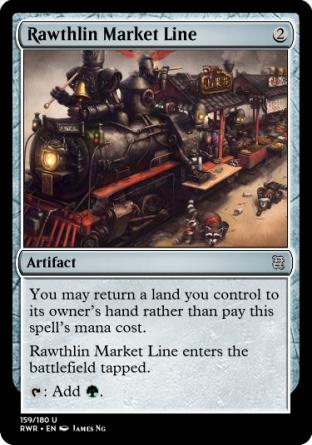 Rawthlin Market Line 2
Artifact
You may return a land you control to
its owner's hand rather than pay this
spell's mana cost.
Rawthlin Market Line enters the
battlefield tapped.
: Add .
159/180 U
RWR • EN James Ng